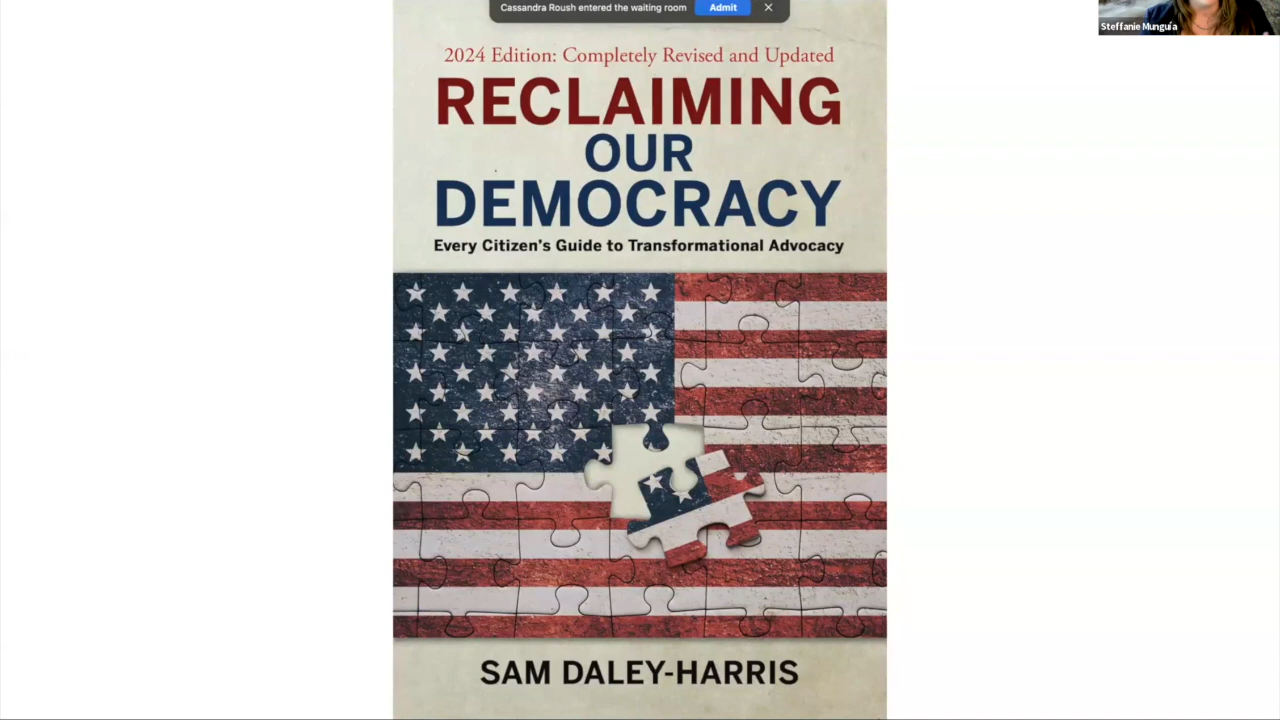 Cassandra Roush entered the waiting room
Admit
Steffanie Munguía
2024 Edition: Completely Revised and Updated
RECLAIMING
OUR
DEMOCRACY
Every Citizen's Guide to Transformational Advocacy
SAM DALEY-HARRIS